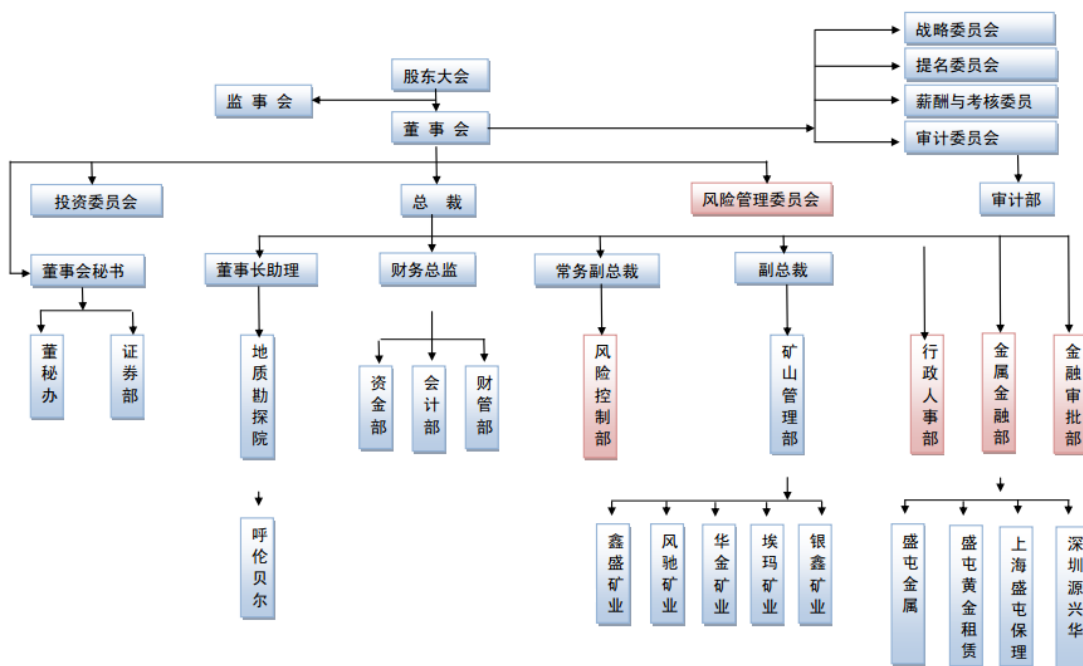 战略委员会
股东大会
提名委员会
监 事 会
薪酬与考核委员
董 事 会
审计委员会
投资委员会
总 裁
风险管理委员会
审计部
董事会秘书
董事长助理
财务总监
常务副总裁
副总裁
董秘办
证券部
地质勘探院
资金部
会计部
财管部
风险控制部
矿山管理部
行政人事部
金属金融部
金融审批部
呼伦贝尔
鑫盛矿业
风驰矿业
华金矿业
埃玛矿业
银鑫矿业
盛屯金属
盛屯黄金租赁
上海盛屯保理
深圳源兴华